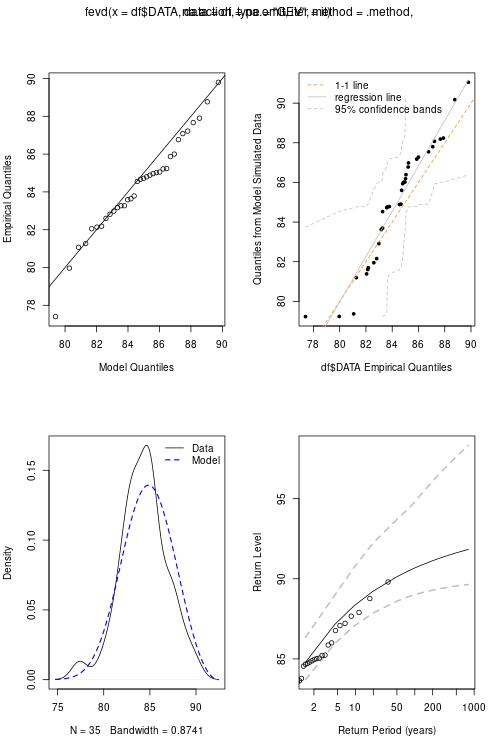 fevd(x = df$DATA, data = df, type = "GEV", method = .method,
Empirical Quantiles
78 80 82 84 86 88 90
80 82 84 86 88 90
Model Quantiles
1-1 line
regression line
95% confidence bands
Quantiles from Model Simulated Data
80 82 84 86 88 90
78 80 82 84 86 88 90
df$DATA Empirical Quantiles
Data
Model
Density
0.00 0.05 0.10 0.15
75 80 85 90
N = 35 Bandwidth = 0.8741
Return Level
85 90 95
2 5 10 50 200 1000
Return Period (years)